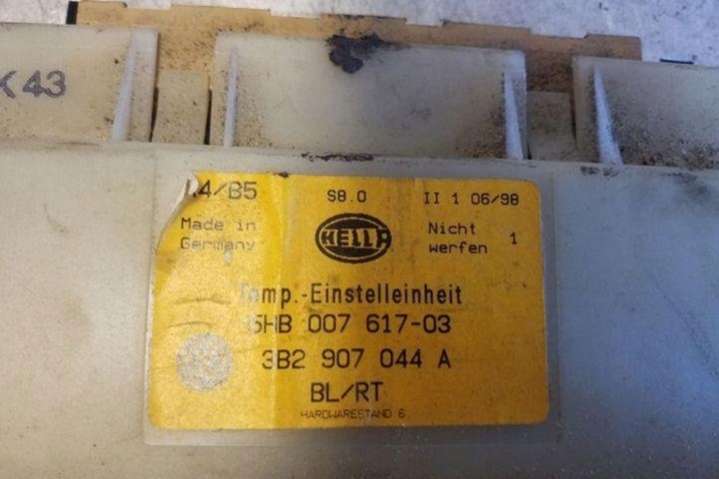 K43
A4/B5 S8.0 II 1 06/98
Made in Germany
HELLA
Nicht werfen 1
Temp.-Einstelleinheit
5HB 007 617-03
3B2 907 044 A
BL/RT
HARDWARESTAND 6